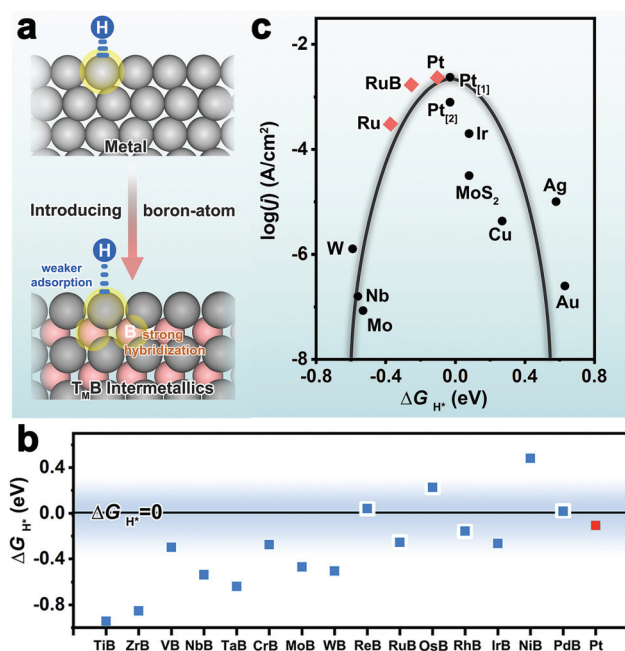 a
H
Metal
Introducing boron-atom
H
weaker
adsorption
B strong
hybridization
TMB Intermetallics
c
log(j) (A/cm²)
-2
-4
-6
-8
Pt
RuB
Pt[1]
Pt[2]
Ru
Ir
MoS2
Ag
Cu
W
Nb
Mo
Au
-0.8 -0.4 0.0 0.4 0.8
ΔG H* (eV)
b
ΔG H* (eV)
0.4
0.0
-0.4
-0.8
ΔG H*=0
TiB ZrB VB NbB TaB CrB MoB WB ReB RuB OsB RhB IrB NiB PdB Pt